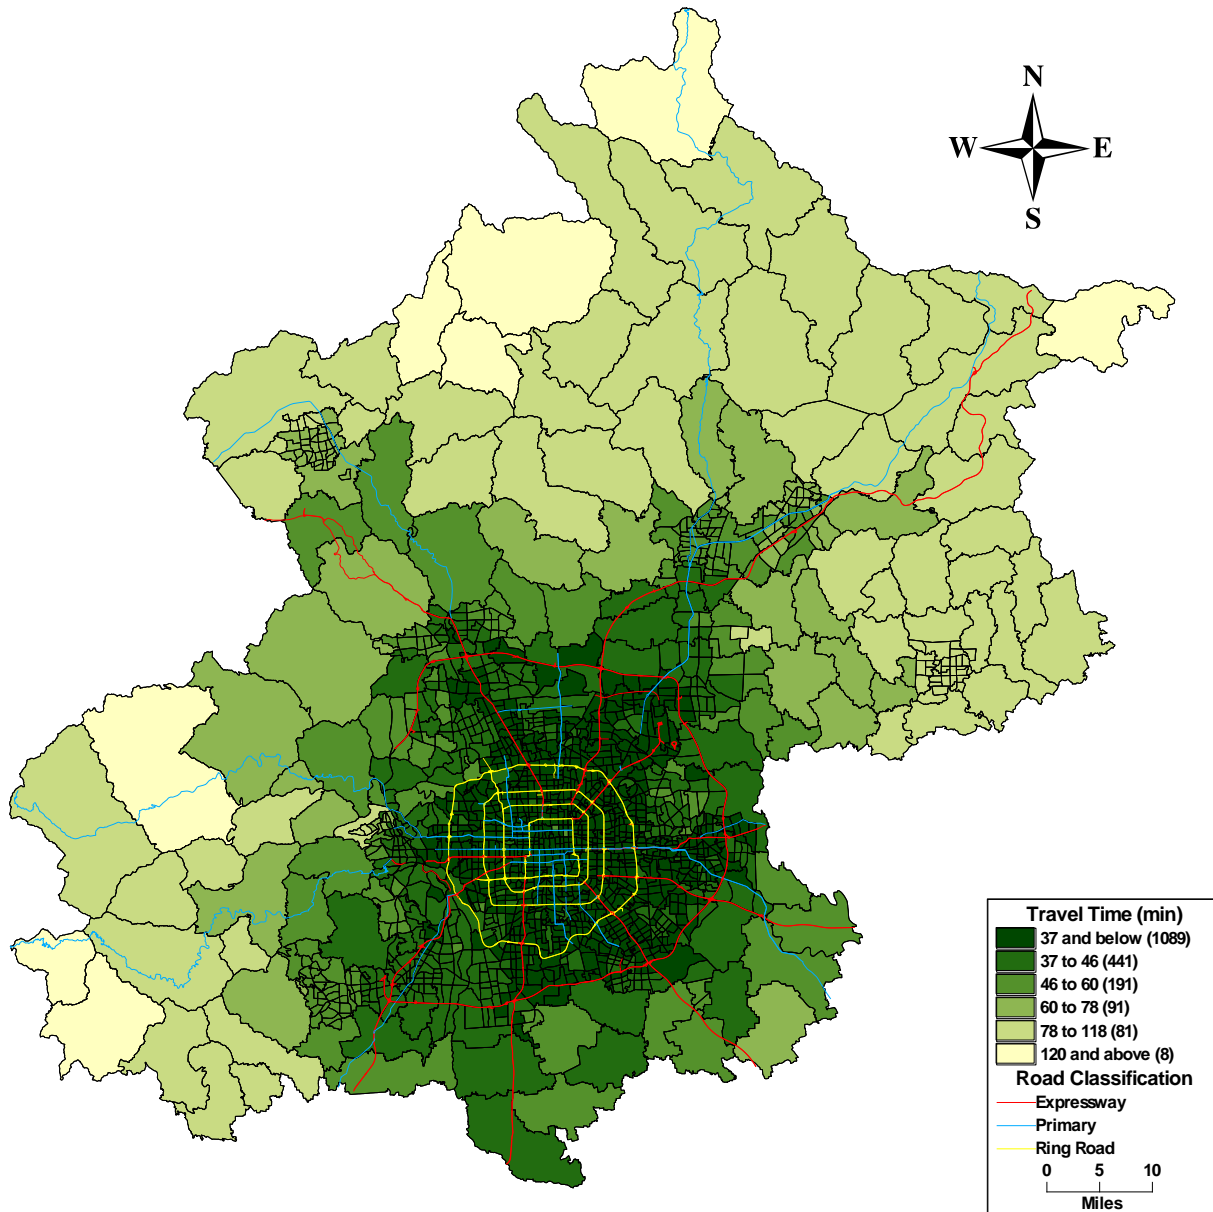 N
W E
S
Travel Time (min)
37 and below (1089)
37 to 46 (441)
46 to 60 (191)
60 to 78 (91)
78 to 118 (81)
120 and above (8)
Road Classification
Expressway
Primary
Ring Road
0 5 10
Miles